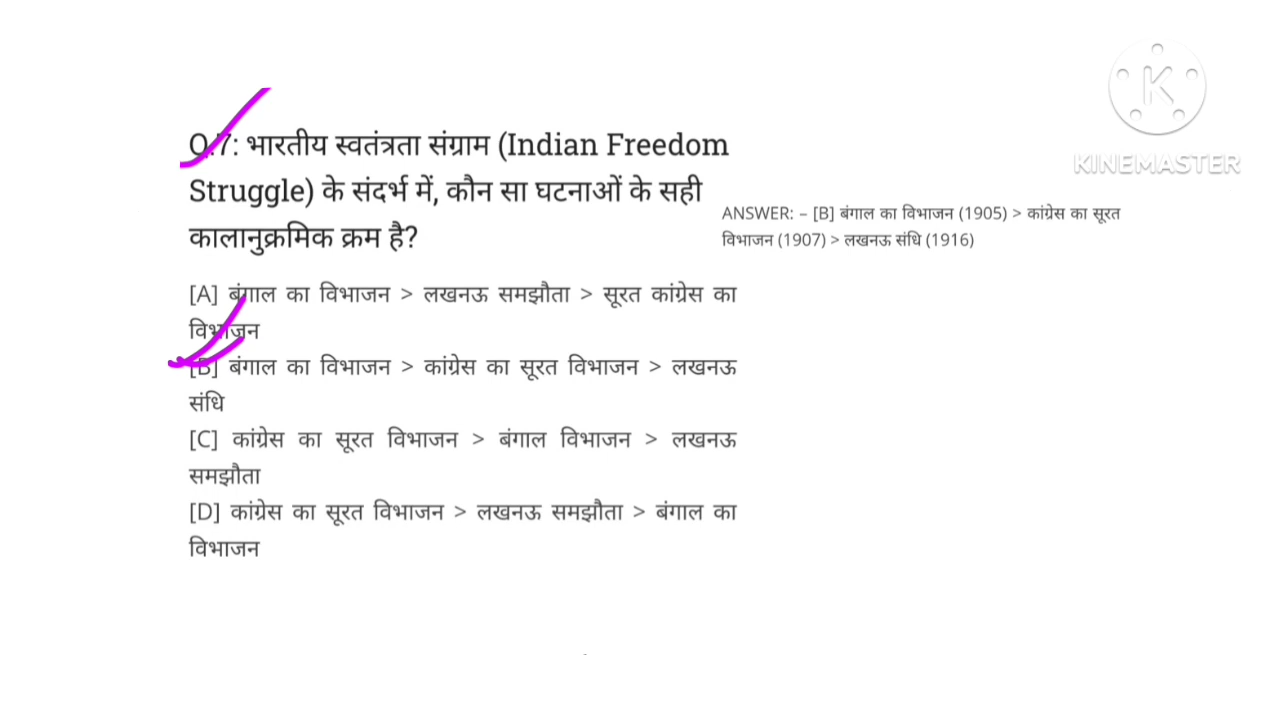 KINEMASTER
Q.7: भारतीय स्वतंत्रता संग्राम (Indian Freedom
Struggle) के संदर्भ में, कौन सा घटनाओं के सही
कालानुक्रमिक क्रम है?
[A] बंगाल का विभाजन > लखनऊ समझौता > सूरत कांग्रेस का
विभाजन
[B] बंगाल का विभाजन > कांग्रेस का सूरत विभाजन > लखनऊ
संधि
[C] कांग्रेस का सूरत विभाजन > बंगाल विभाजन > लखनऊ
समझौता
[D] कांग्रेस का सूरत विभाजन > लखनऊ समझौता > बंगाल का
विभाजन
ANSWER: – [B] बंगाल का विभाजन (1905) > कांग्रेस का सूरत
विभाजन (1907) > लखनऊ संधि (1916)